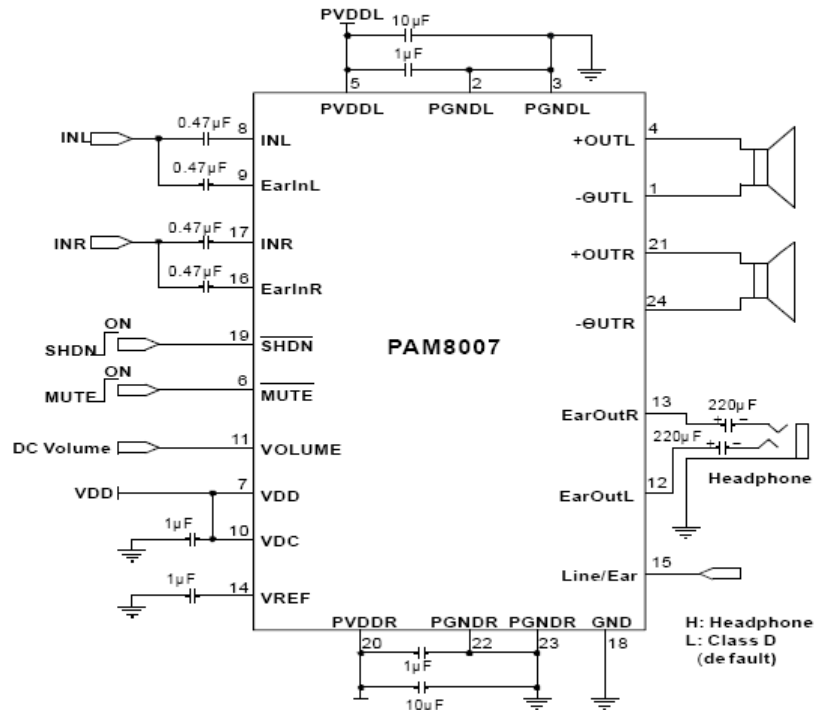 PVDDL
10µF
1µF
5
2
3
PVDDL
PGNDL
PGNDL
INL
0.47µF
8
INL
0.47µF
9
EarInL
INR
0.47µF
17
INR
0.47µF
16
EarInR
ON
SHDN
19
SHDN
ON
MUTE
6
MUTE
DC Volume
11
VOLUME
VDD
7
VDD
1µF
10
VDC
1µF
14
VREF
PAM8007
+OUTL
4
-ΘUTL
1
+OUTR
21
-ΘUTR
24
EarOutR
13
220µF
+ −
220µF
+ −
Headphone
EarOutL
12
Line/Ear
15
H: Headphone
L: Class D
(default)
PVDDR
PGNDR
PGNDR
GND
20
22
23
18
1µF
10µF